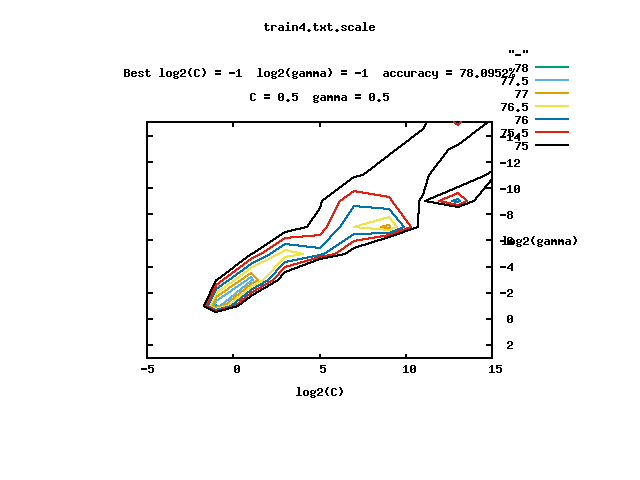 train4.txt.scale
"-"
78
Best log2(C) = -1  log2(gamma) = -1  accuracy = 78.0952%
77.5
77
C = 0.5  gamma = 0.5
76.5
76
75.5
-14
75
-12
-10
-8
-6
log2(gamma)
-4
-2
0
2
-5 0 5 10 15
log2(C)